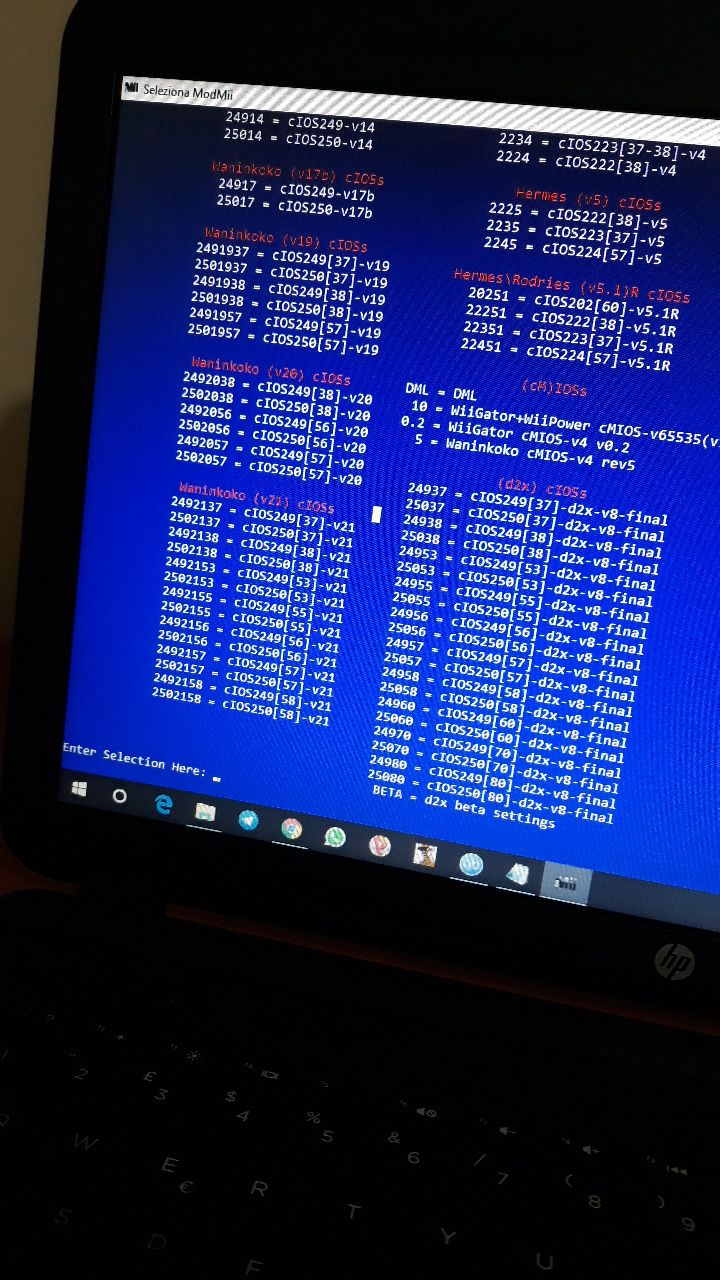 Seleziona ModMii
24914 = cIOS249-v14
25014 = cIOS250-v14
Waninkoko (v17b) cIOSs
24917 = cIOS249-v17b
25017 = cIOS250-v17b
Waninkoko (v19) cIOSs
2491937 = cIOS249[37]-v19
2501937 = cIOS250[37]-v19
2491938 = cIOS249[38]-v19
2501938 = cIOS250[38]-v19
2491957 = cIOS249[57]-v19
2501957 = cIOS250[57]-v19
Waninkoko (v20) cIOSs
2492038 = cIOS249[38]-v20
2502038 = cIOS250[38]-v20
2492056 = cIOS249[56]-v20
2502056 = cIOS250[56]-v20
2492057 = cIOS249[57]-v20
2502057 = cIOS250[57]-v20
Waninkoko (v21) cIOSs
2492137 = cIOS249[37]-v21
2502137 = cIOS250[37]-v21
2492138 = cIOS249[38]-v21
2502138 = cIOS250[38]-v21
2492153 = cIOS249[53]-v21
2502153 = cIOS250[53]-v21
2492155 = cIOS249[55]-v21
2502155 = cIOS250[55]-v21
2492156 = cIOS249[56]-v21
2502156 = cIOS250[56]-v21
2492157 = cIOS249[57]-v21
2502157 = cIOS250[57]-v21
2492158 = cIOS249[58]-v21
2502158 = cIOS250[58]-v21
2234 = cIOS223[37-38]-v4
2224 = cIOS222[38]-v4
Hermes (v5) cIOSs
2225 = cIOS222[38]-v5
2235 = cIOS223[37]-v5
2245 = cIOS224[57]-v5
Hermes\Rodries (v5.1)R cIOSs
20251 = cIOS202[60]-v5.1R
22251 = cIOS222[38]-v5.1R
22351 = cIOS223[37]-v5.1R
22451 = cIOS224[57]-v5.1R
(cM)IOSs
DML = DML
10 = WiiGator+WiiPower cMIOS-v65535(v
0.2 = WiiGator cMIOS-v4 v0.2
5 = Waninkoko cMIOS-v4 rev5
(d2x) cIOSs
24937 = cIOS249[37]-d2x-v8-final
25037 = cIOS250[37]-d2x-v8-final
24938 = cIOS249[38]-d2x-v8-final
25038 = cIOS250[38]-d2x-v8-final
24953 = cIOS249[53]-d2x-v8-final
25053 = cIOS250[53]-d2x-v8-final
24955 = cIOS249[55]-d2x-v8-final
25055 = cIOS250[55]-d2x-v8-final
24956 = cIOS249[56]-d2x-v8-final
25056 = cIOS250[56]-d2x-v8-final
24957 = cIOS249[57]-d2x-v8-final
25057 = cIOS250[57]-d2x-v8-final
24958 = cIOS249[58]-d2x-v8-final
25058 = cIOS250[58]-d2x-v8-final
24960 = cIOS249[60]-d2x-v8-final
25060 = cIOS250[60]-d2x-v8-final
24970 = cIOS249[70]-d2x-v8-final
25070 = cIOS250[70]-d2x-v8-final
24980 = cIOS249[80]-d2x-v8-final
25080 = cIOS250[80]-d2x-v8-final
BETA = d2x beta settings
Enter Selection Here:
hp
" 2 £ 3 $ 4 % 5 & 6 / 7 ( 8 ) 9
W E € R T Y U
S D F